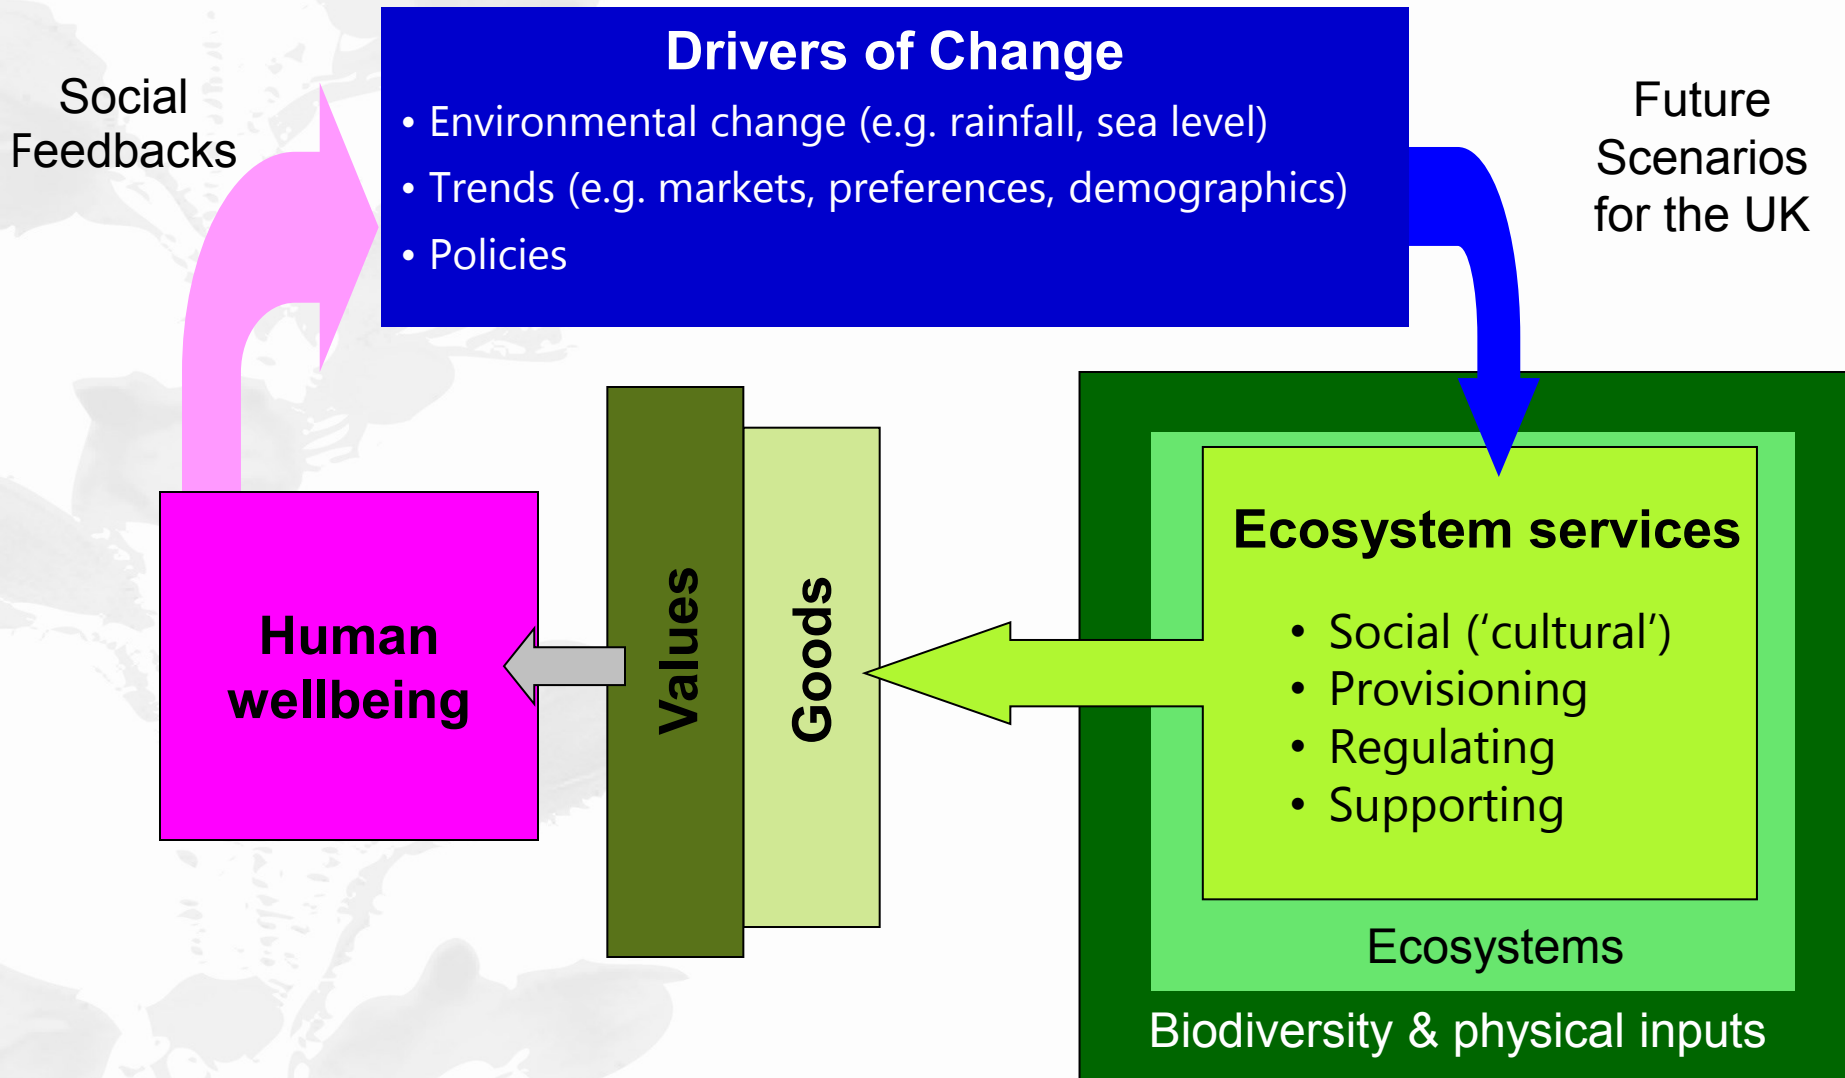 Drivers of Change
• Environmental change (e.g. rainfall, sea level)
• Trends (e.g. markets, preferences, demographics)
• Policies
Social
Feedbacks
Future
Scenarios
for the UK
Human
wellbeing
Values
Goods
Ecosystem services
• Social (‘cultural’)
• Provisioning
• Regulating
• Supporting
Ecosystems
Biodiversity & physical inputs